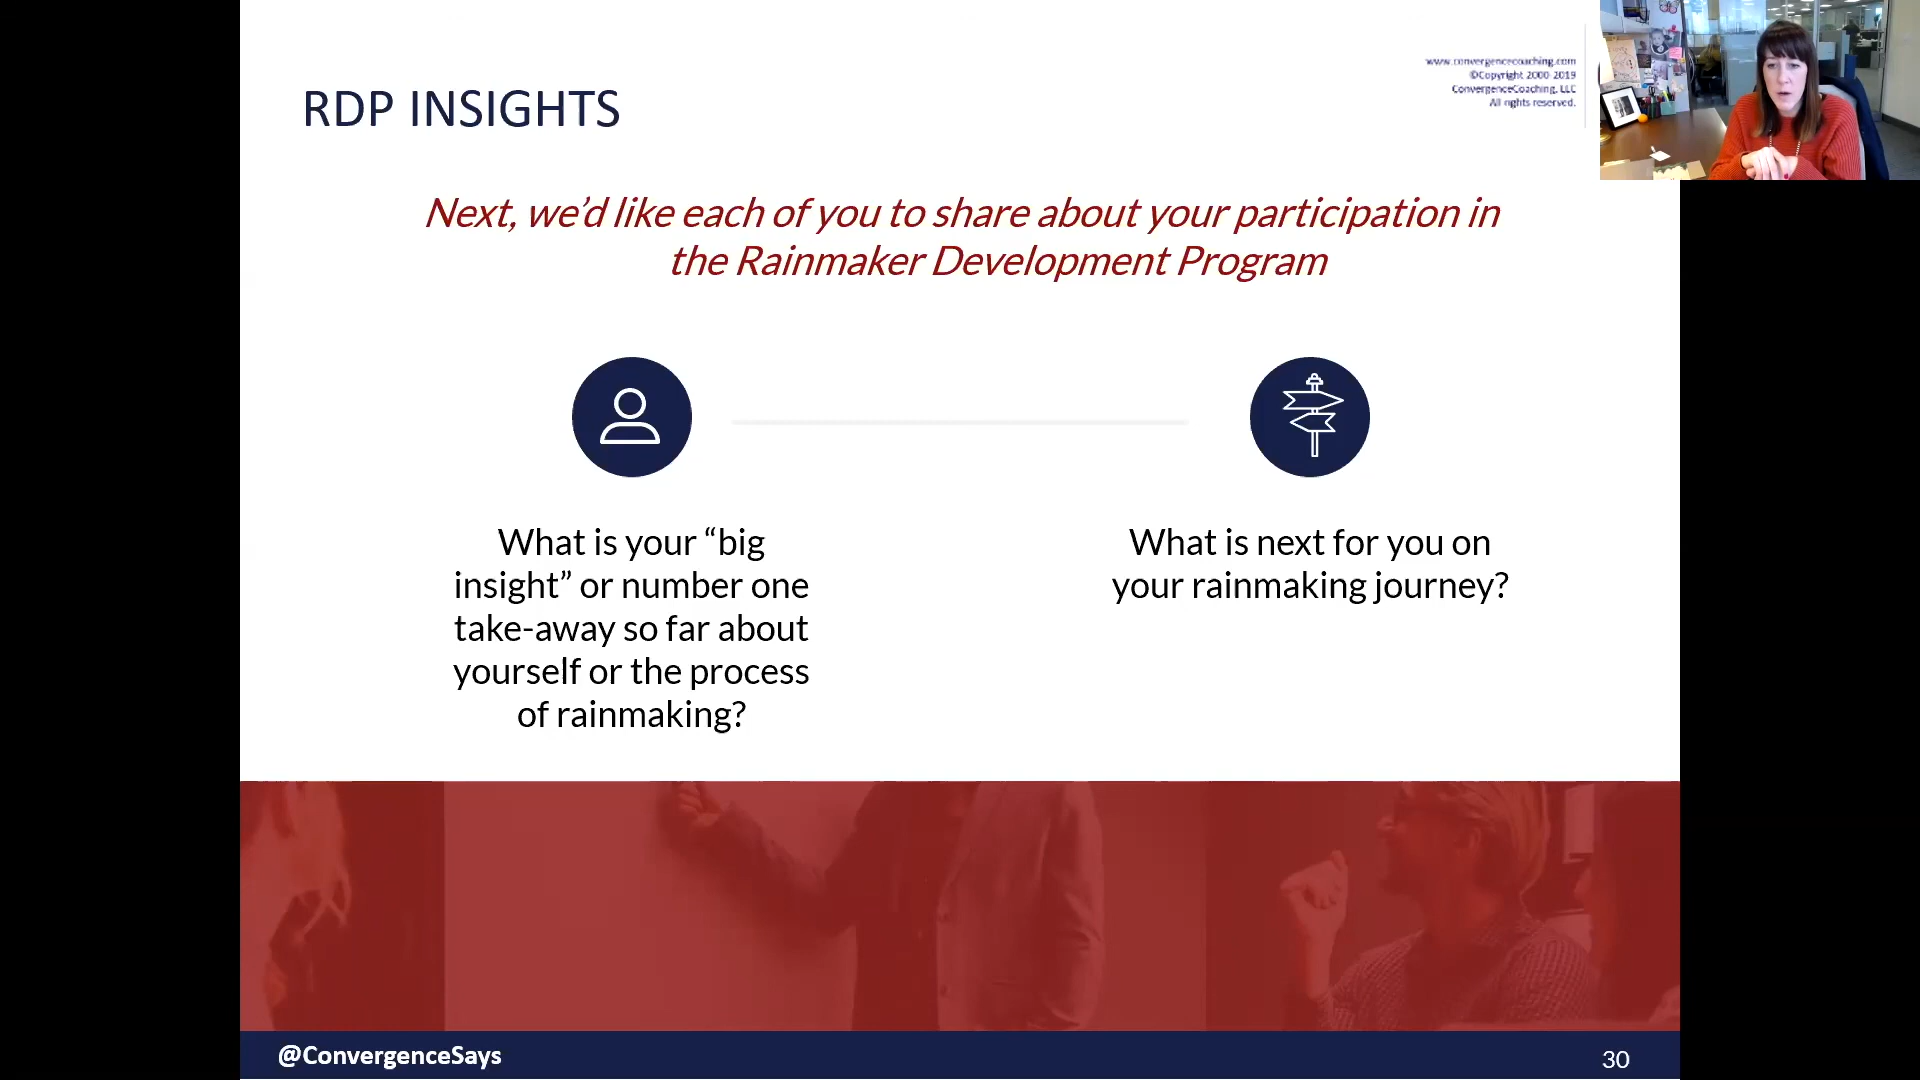 www.convergencecoaching.com
©Copyright 2000-2019
ConvergenceCoaching, LLC
All rights reserved.
RDP INSIGHTS
Next, we’d like each of you to share about your participation in
the Rainmaker Development Program
What is your “big
insight” or number one
take-away so far about
yourself or the process
of rainmaking?
What is next for you on
your rainmaking journey?
@ConvergenceSays
30